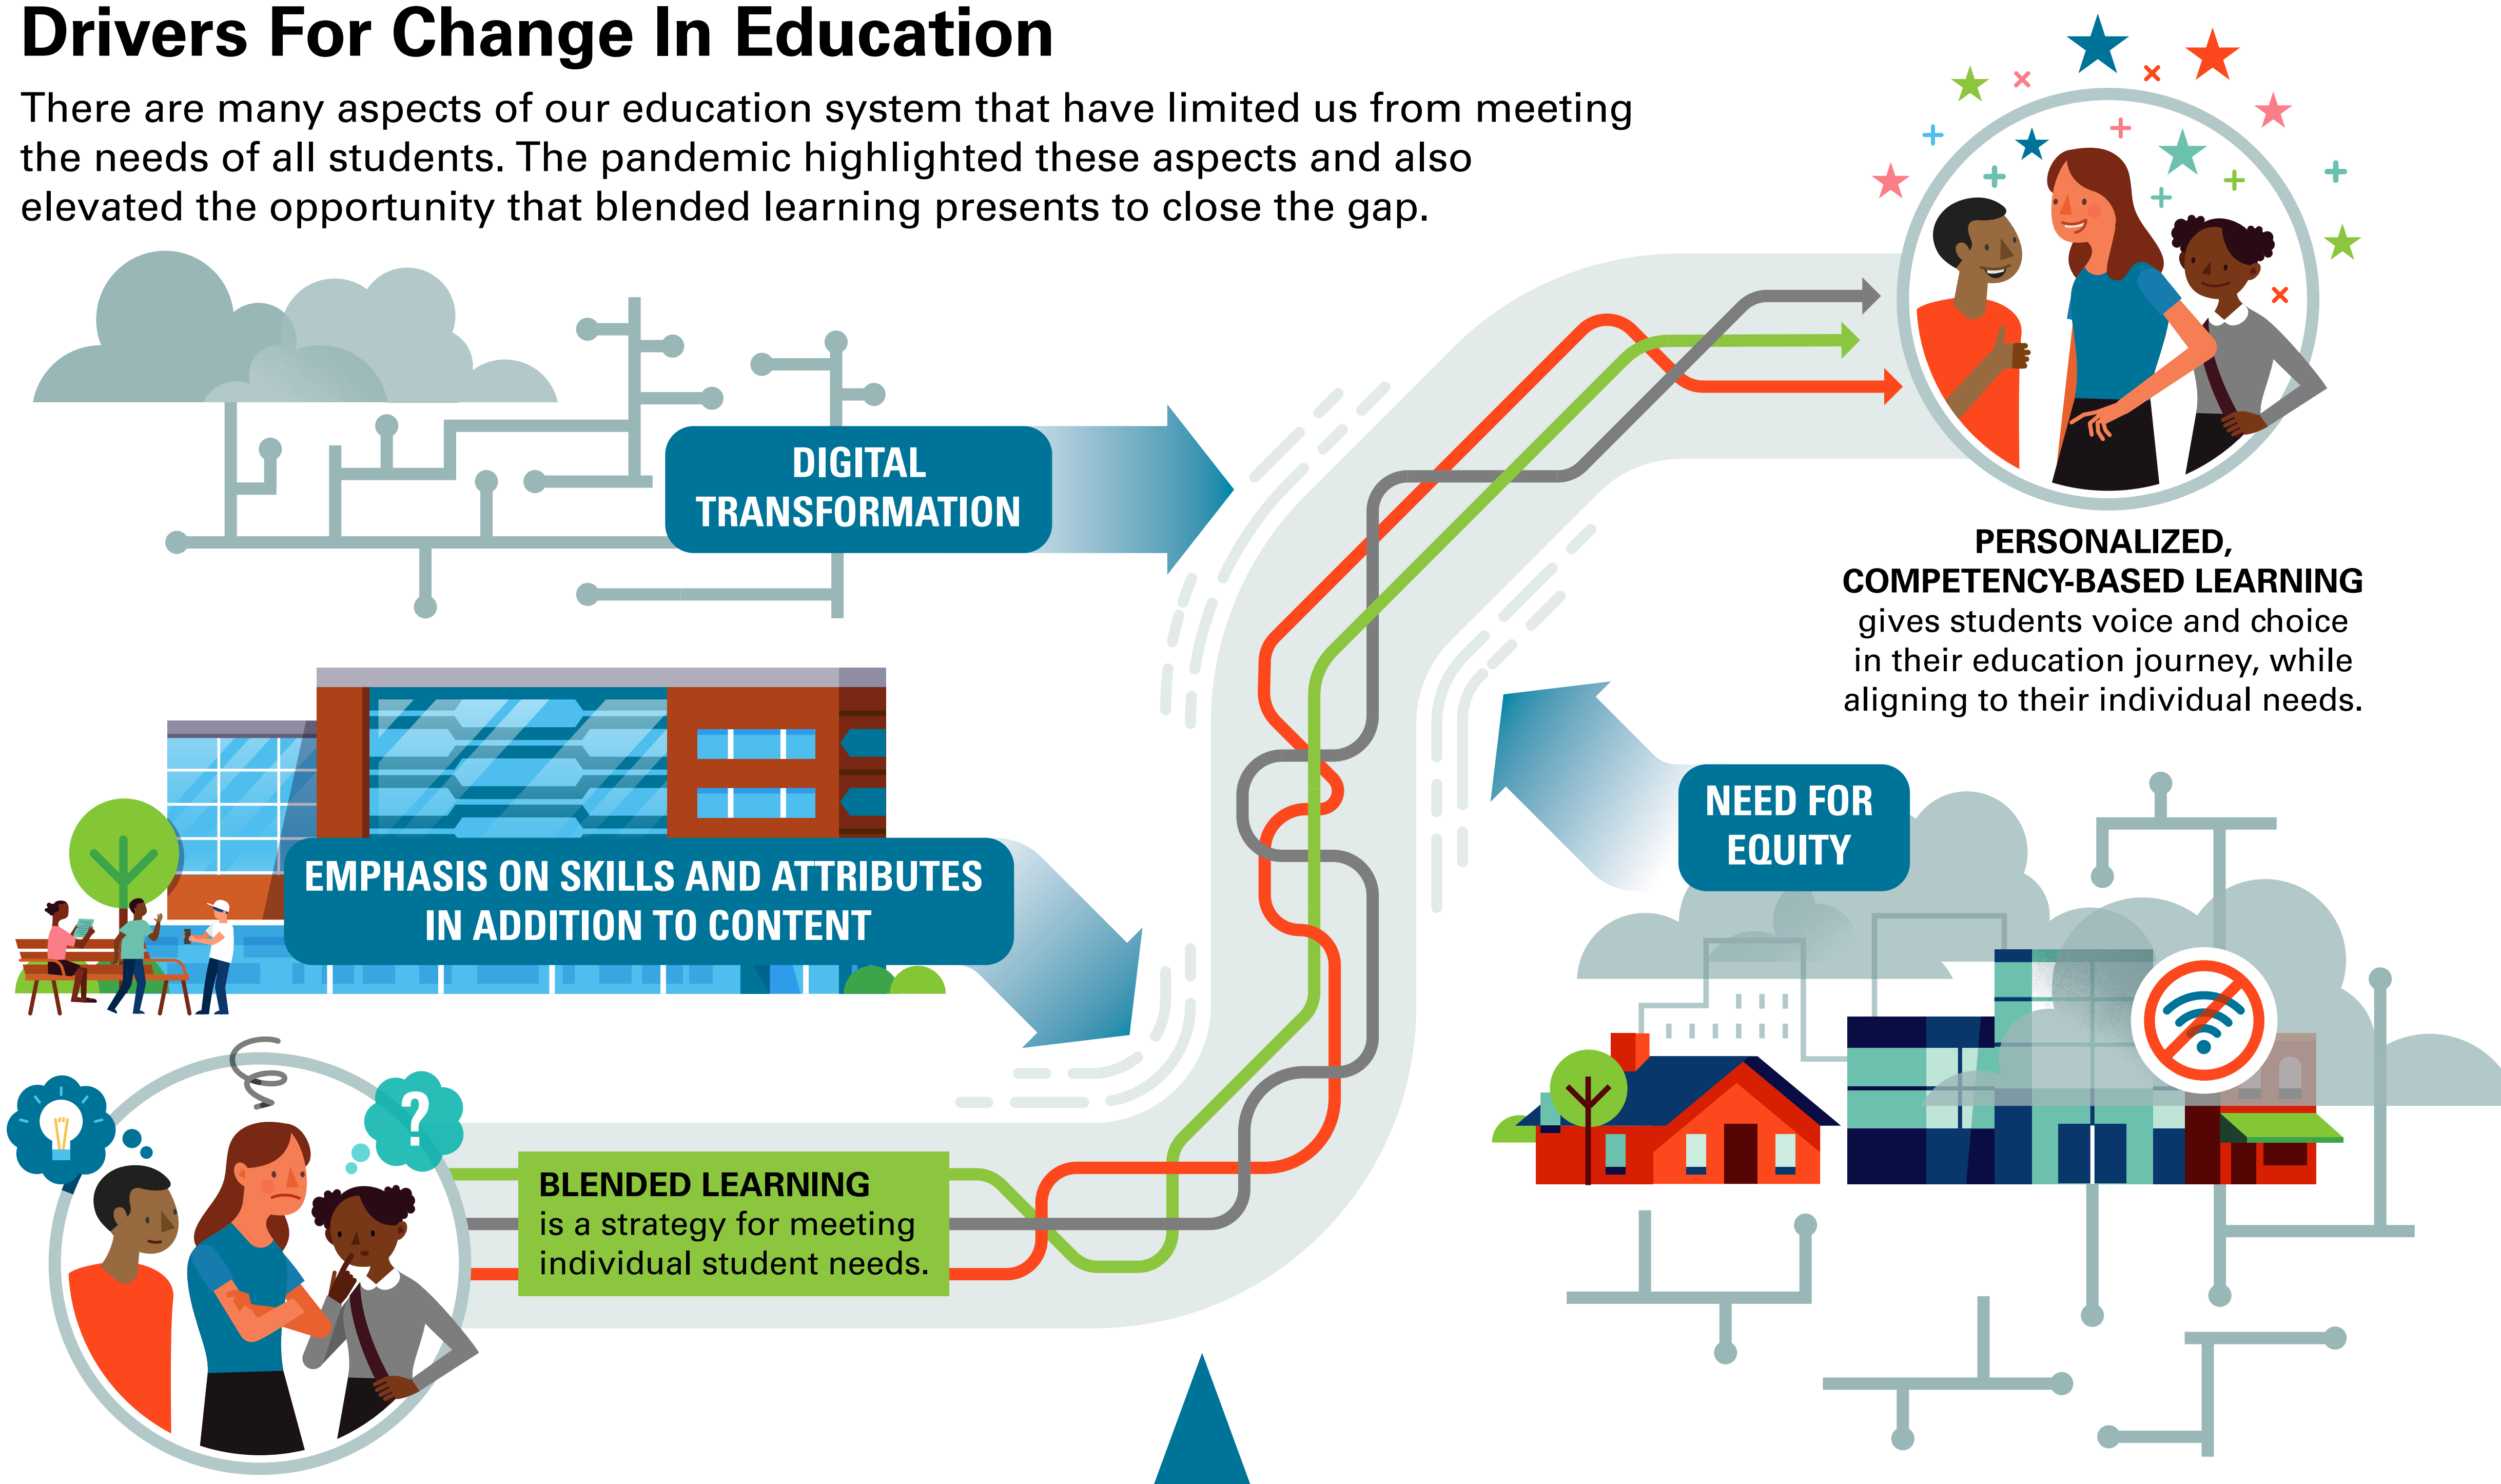 Drivers For Change In Education
There are many aspects of our education system that have limited us from meeting
the needs of all students. The pandemic highlighted these aspects and also
elevated the opportunity that blended learning presents to close the gap.
DIGITAL
TRANSFORMATION
PERSONALIZED,
COMPETENCY-BASED LEARNING
gives students voice and choice
in their education journey, while
aligning to their individual needs.
NEED FOR
EQUITY
EMPHASIS ON SKILLS AND ATTRIBUTES
IN ADDITION TO CONTENT
?
BLENDED LEARNING
is a strategy for meeting
individual student needs.